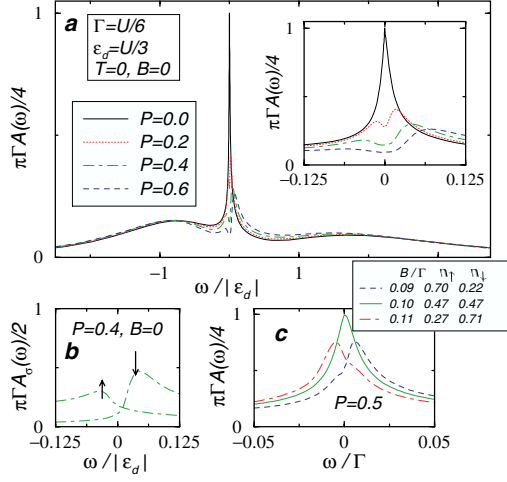 a
Γ=U/6
ε_d=U/3
T=0, B=0
P=0.0
P=0.2
P=0.4
P=0.6
πΓA(ω)/4
0
1
−1
1
ω/|ε_d|
πΓA(ω)/4
0
1
−0.125
0
0.125
B/Γ n↑ n↓
0.09 0.70 0.22
0.10 0.47 0.47
0.11 0.27 0.71
b
P=0.4, B=0
πΓA_σ(ω)/2
0
1
−0.125
0
0.125
ω/|ε_d|
c
P=0.5
πΓA(ω)/4
0
1
−0.05
0
0.05
ω/Γ